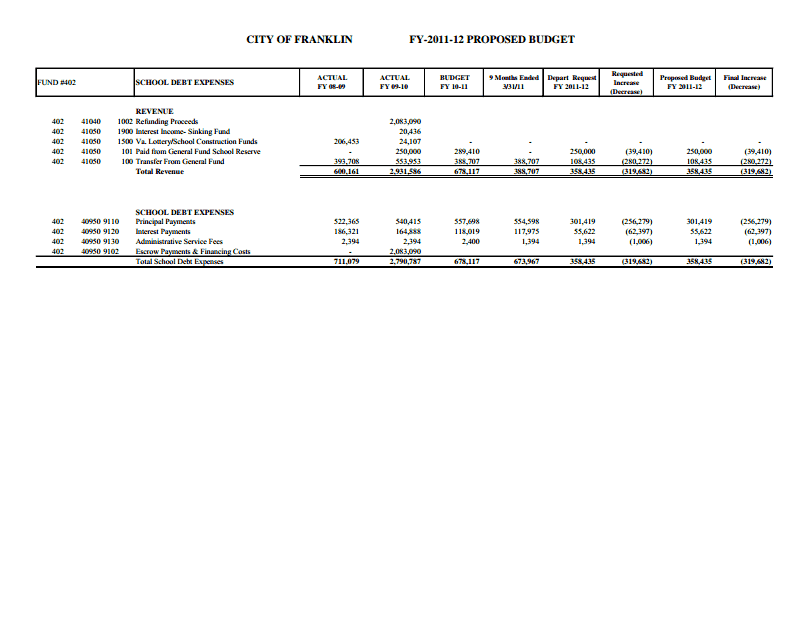 CITY OF FRANKLIN FY-2011-12 PROPOSED BUDGET
FUND #402 SCHOOL DEBT EXPENSES ACTUAL FY 08-09 ACTUAL FY 09-10 BUDGET FY 10-11 9 Months Ended 3/31/11 Depart Request FY 2011-12 Requested Increase (Decrease) Proposed Budget FY 2011-12 Final Increase (Decrease)
REVENUE
402 41040 1002 Refunding Proceeds 2,083,090
402 41050 1900 Interest Income- Sinking Fund 20,436
402 41050 1500 Va. Lottery/School Construction Funds 206,453 24,107 - - - - - -
402 41050 101 Paid from General Fund School Reserve - 250,000 289,410 - 250,000 (39,410) 250,000 (39,410)
402 41050 100 Transfer From General Fund 393,708 553,953 388,707 388,707 108,435 (280,272) 108,435 (280,272)
Total Revenue 600,161 2,931,586 678,117 388,707 358,435 (319,682) 358,435 (319,682)
SCHOOL DEBT EXPENSES
402 40950 9110 Principal Payments 522,365 540,415 557,698 554,598 301,419 (256,279) 301,419 (256,279)
402 40950 9120 Interest Payments 186,321 164,888 118,019 117,975 55,622 (62,397) 55,622 (62,397)
402 40950 9130 Administrative Service Fees 2,394 2,394 2,400 1,394 1,394 (1,006) 1,394 (1,006)
402 40950 9102 Escrow Payments & Financing Costs - 2,083,090
Total School Debt Expenses 711,079 2,790,787 678,117 673,967 358,435 (319,682) 358,435 (319,682)